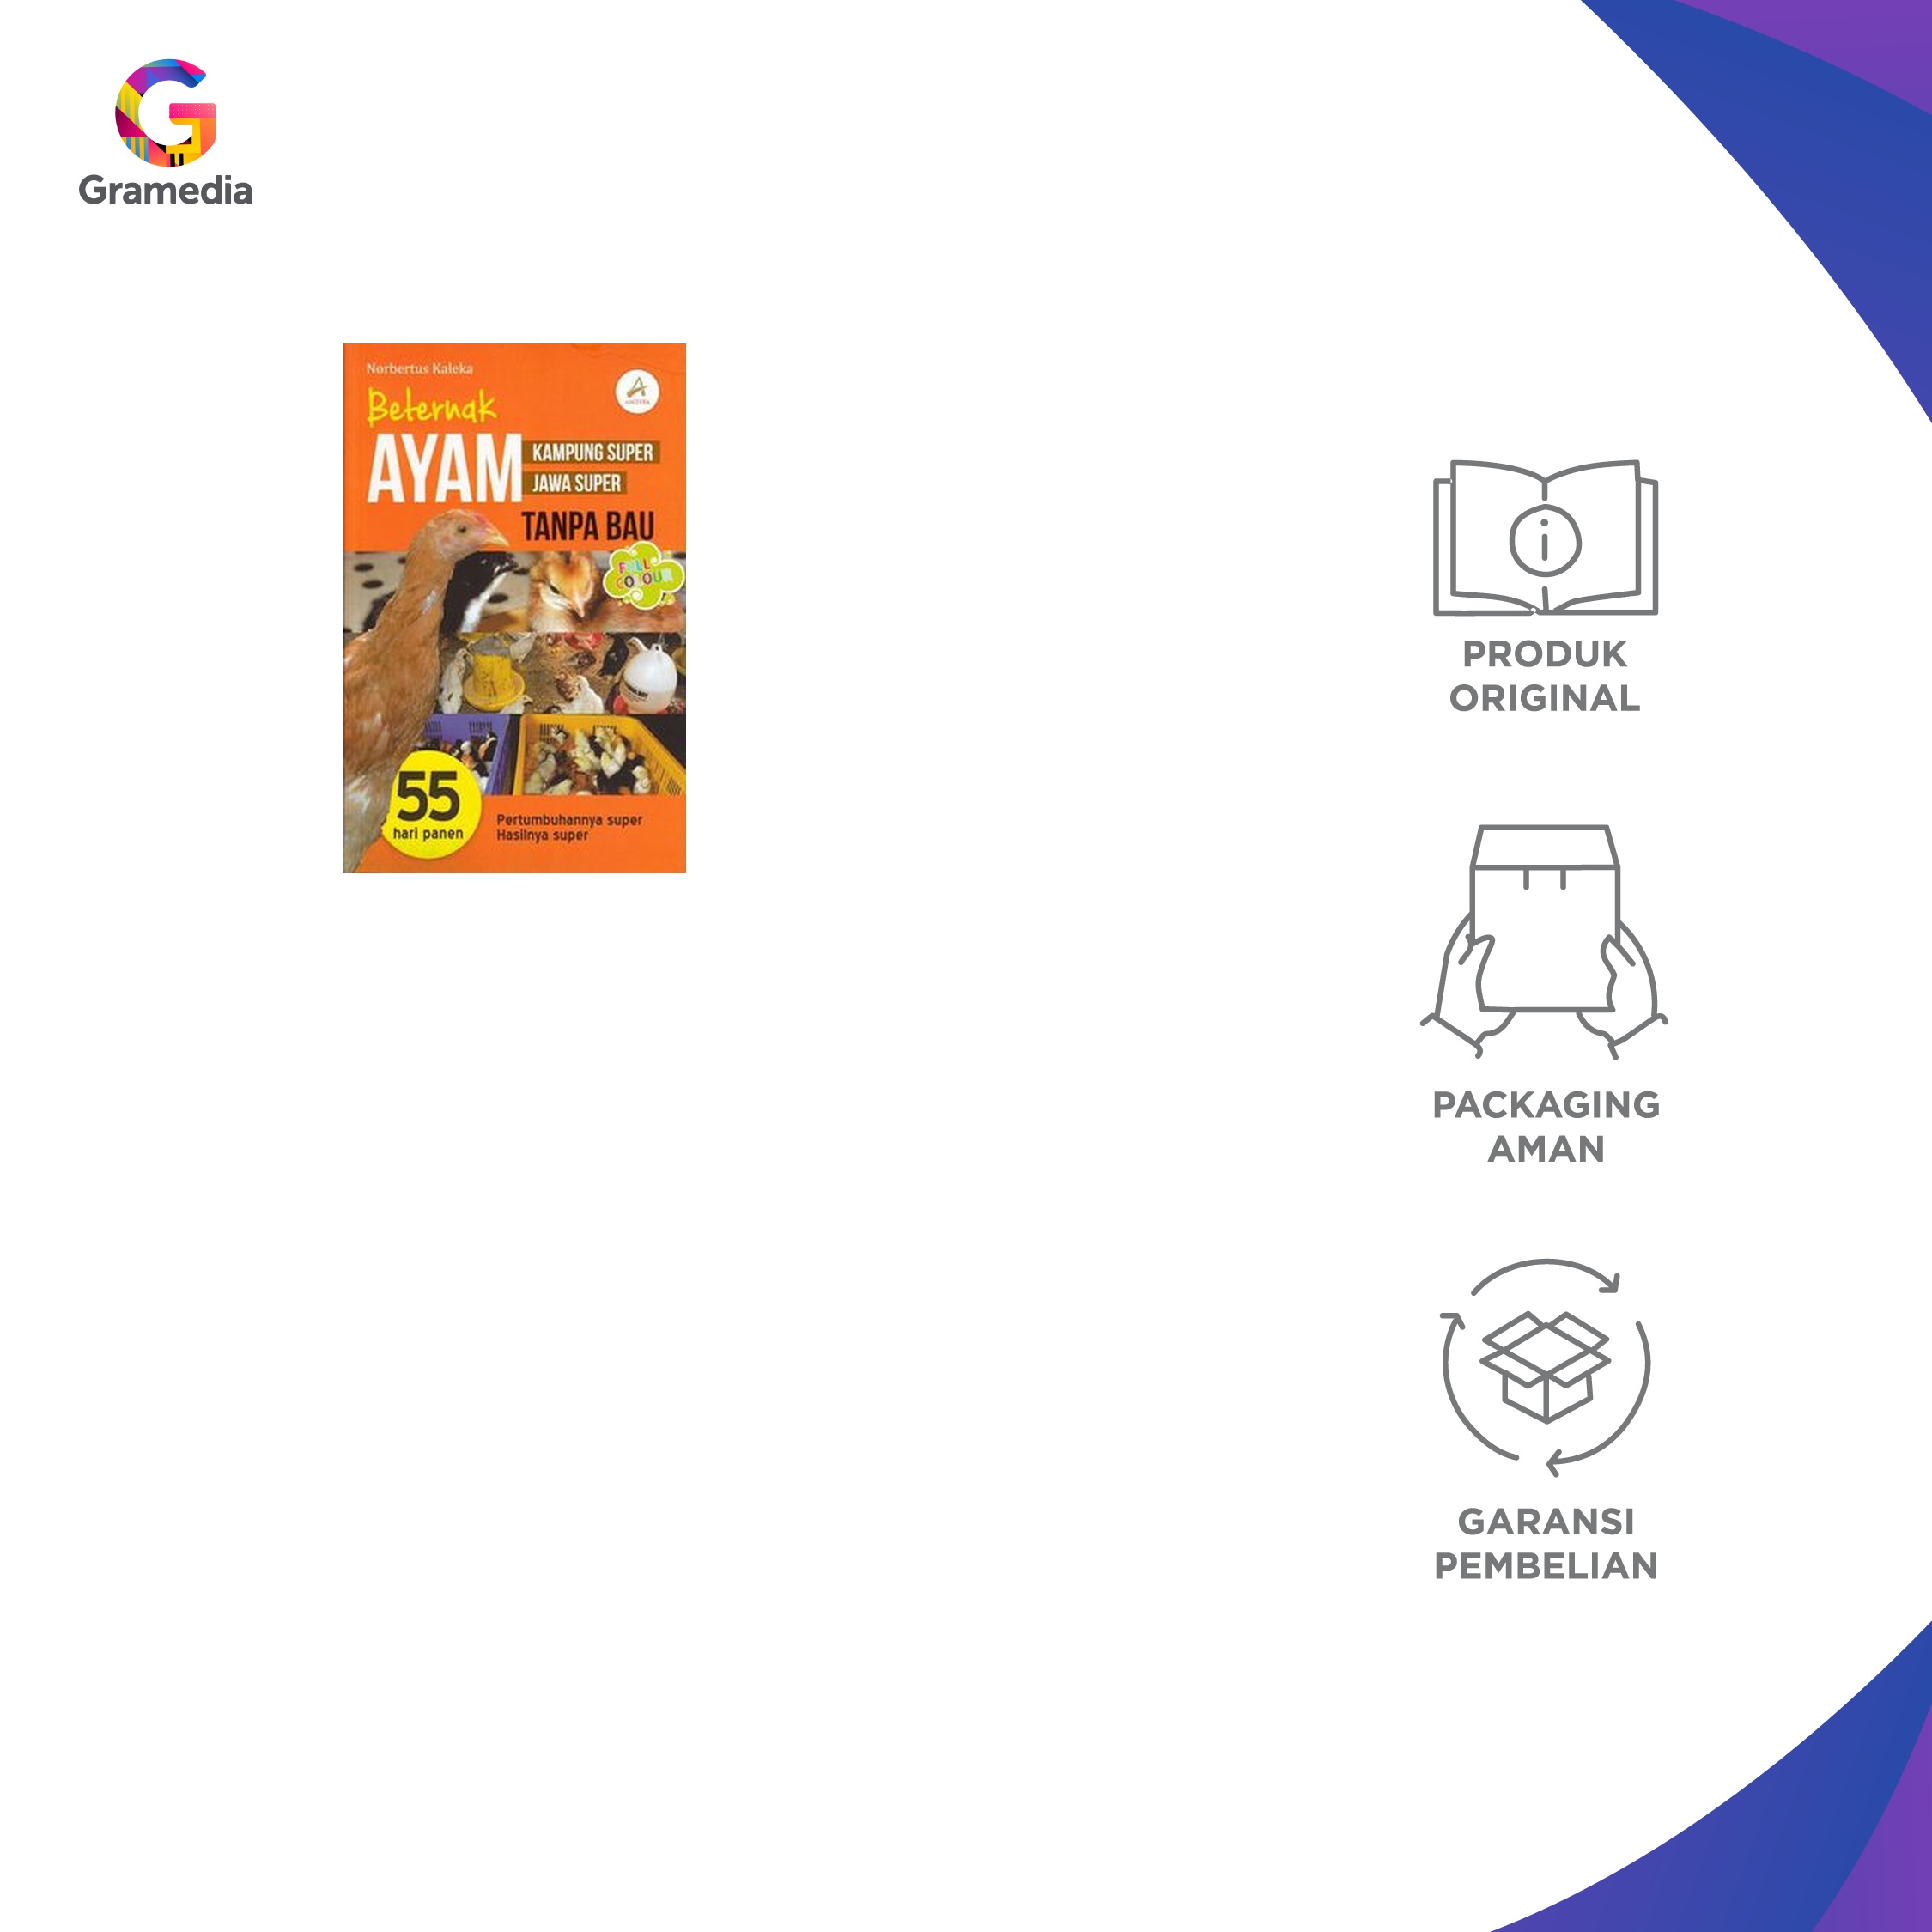 Gramedia
Norbertus Kaleka
Beternak
AYAM
KAMPUNG SUPER
JAWA SUPER
TANPA BAU
FULL
COLOUR
55
hari panen
Pertumbuhannya super
Hasilnya super
PRODUK
ORIGINAL
PACKAGING
AMAN
GARANSI
PEMBELIAN